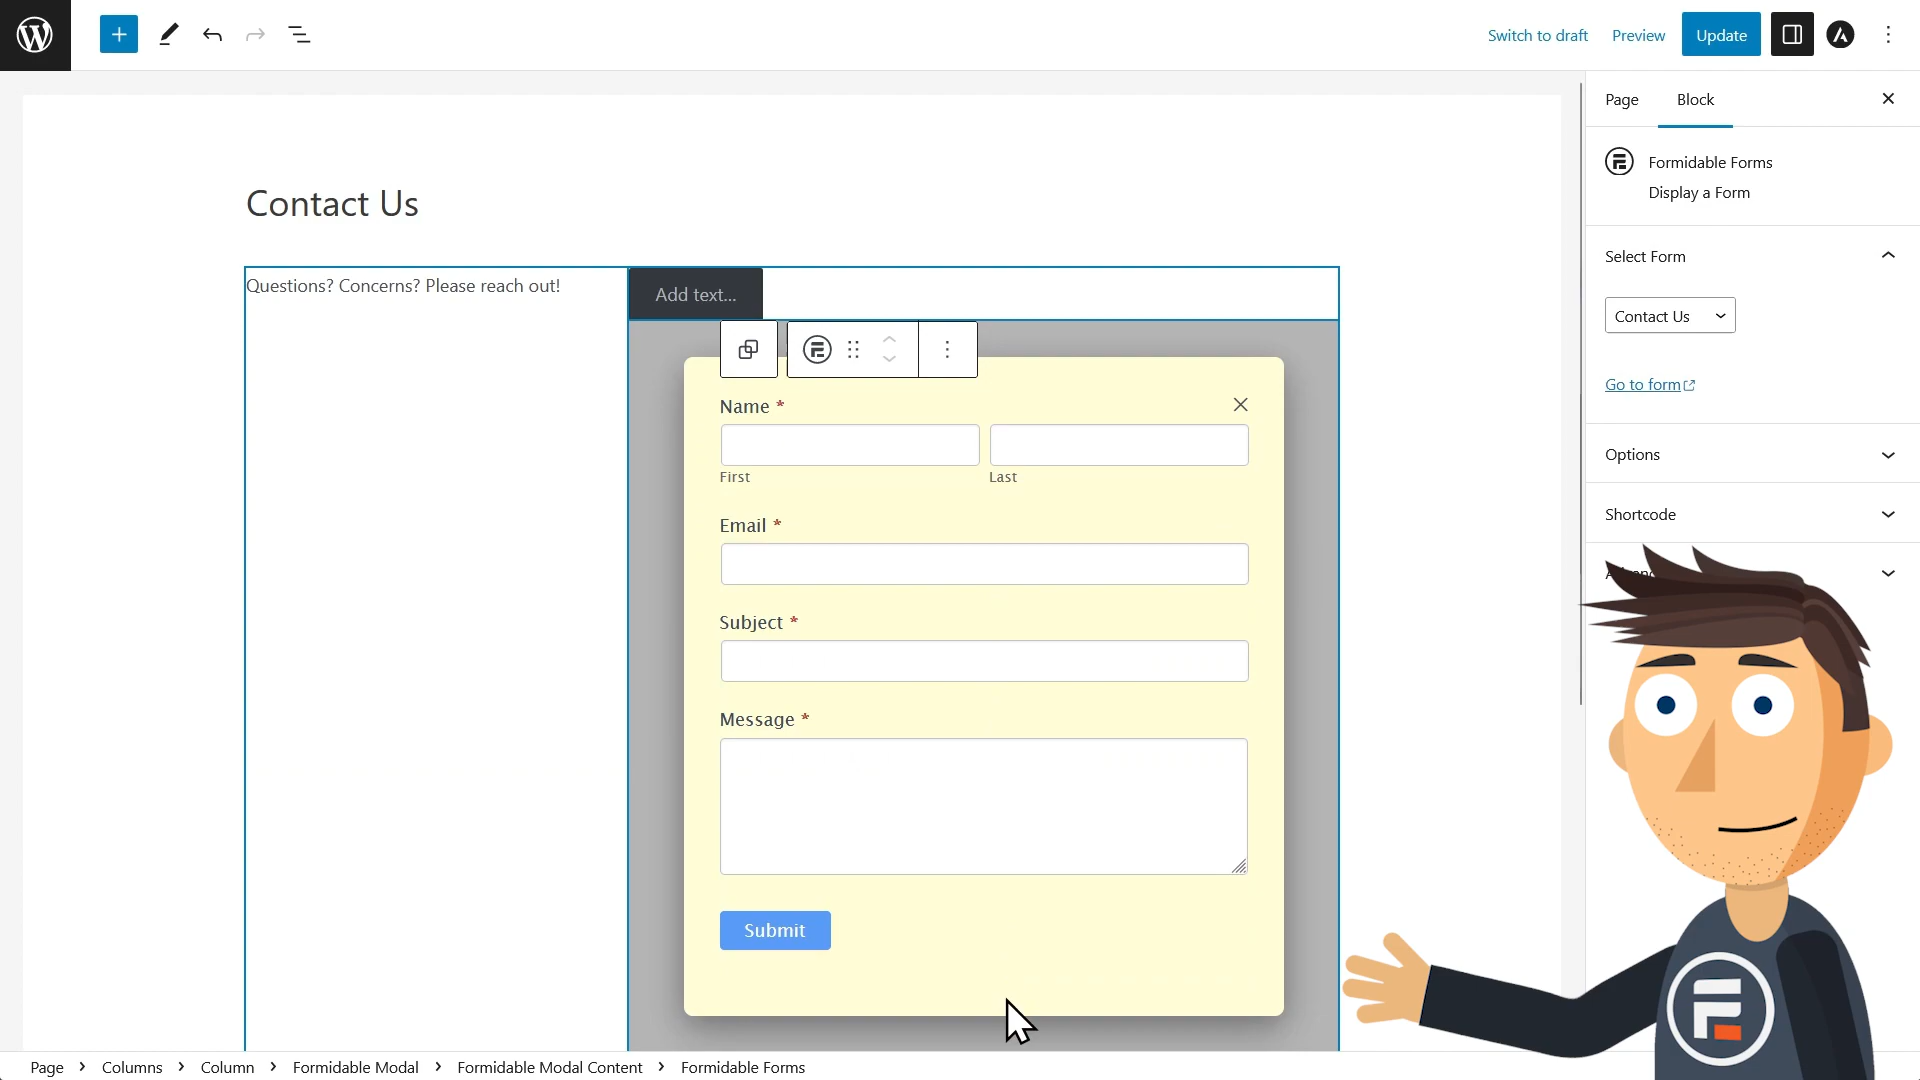 Switch to draft
Preview
Update
Page
Block
Formidable Forms
Display a Form
Select Form
Contact Us
Go to form
Options
Shortcode
Contact Us
Questions? Concerns? Please reach out!
Add text...
Name *
First
Last
Email *
Subject *
Message *
Submit
Page > Columns > Column > Formidable Modal > Formidable Modal Content > Formidable Forms